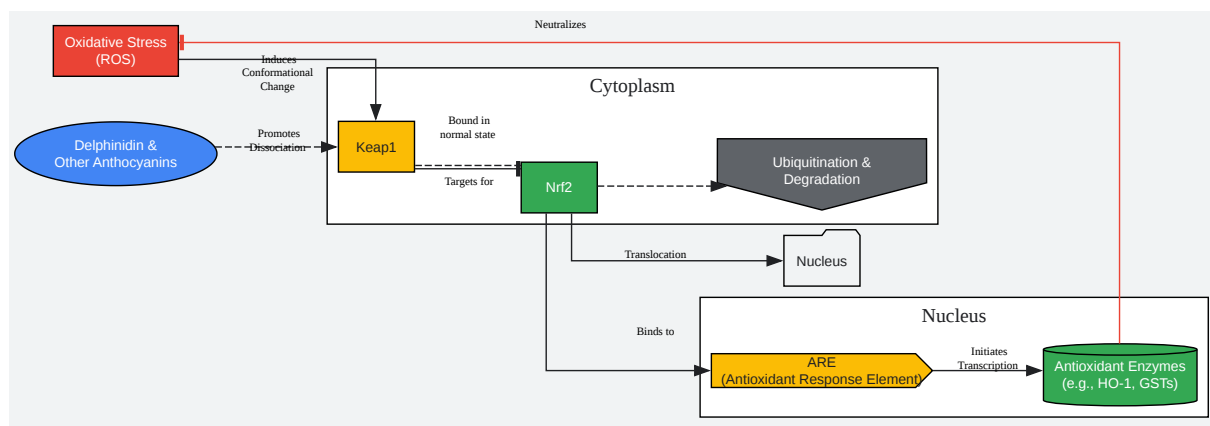 Neutralizes
Oxidative Stress
(ROS)
Induces
Conformational
Change
Cytoplasm
Delphinidin &
Other Anthocyanins
Promotes
Dissociation
Keap1
Bound in
normal state
Targets for
Nrf2
Ubiquitination &
Degradation
Translocation
Nucleus
Nucleus
Binds to
ARE
(Antioxidant Response Element)
Initiates
Transcription
Antioxidant Enzymes
(e.g., HO-1, GSTs)